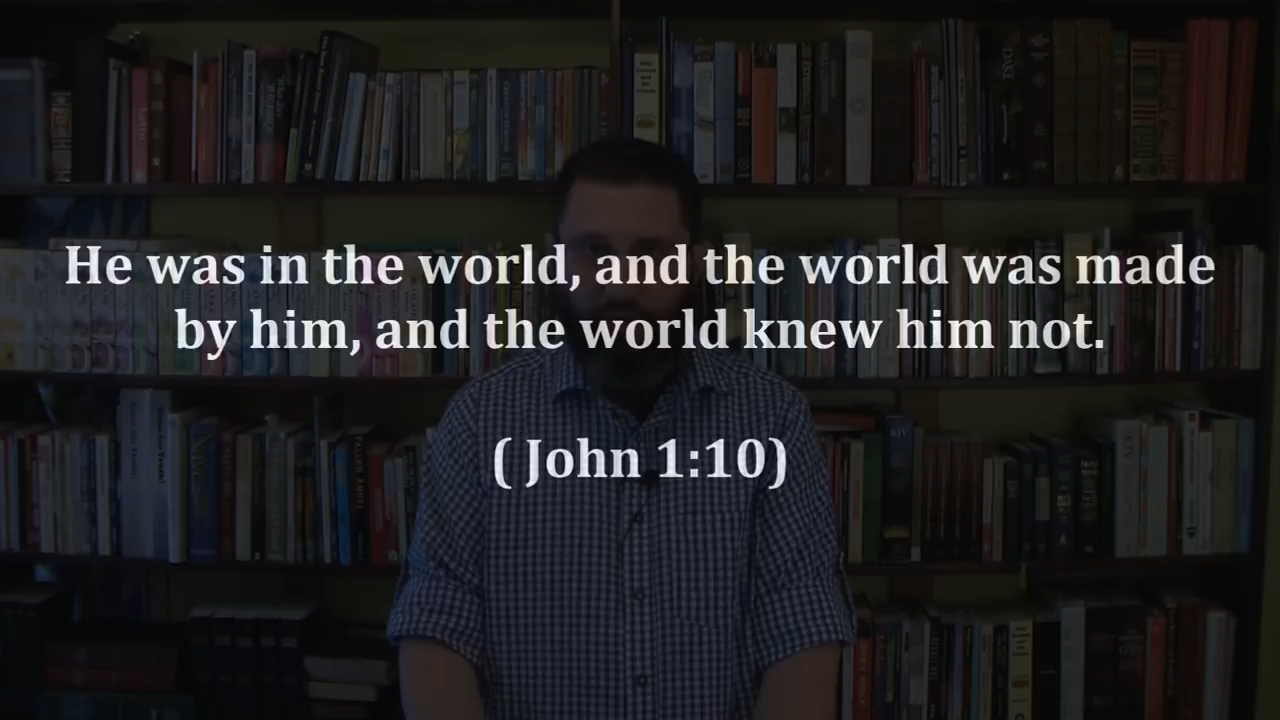 He was in the world, and the world was made
by him, and the world knew him not.
( John 1:10)
KJV